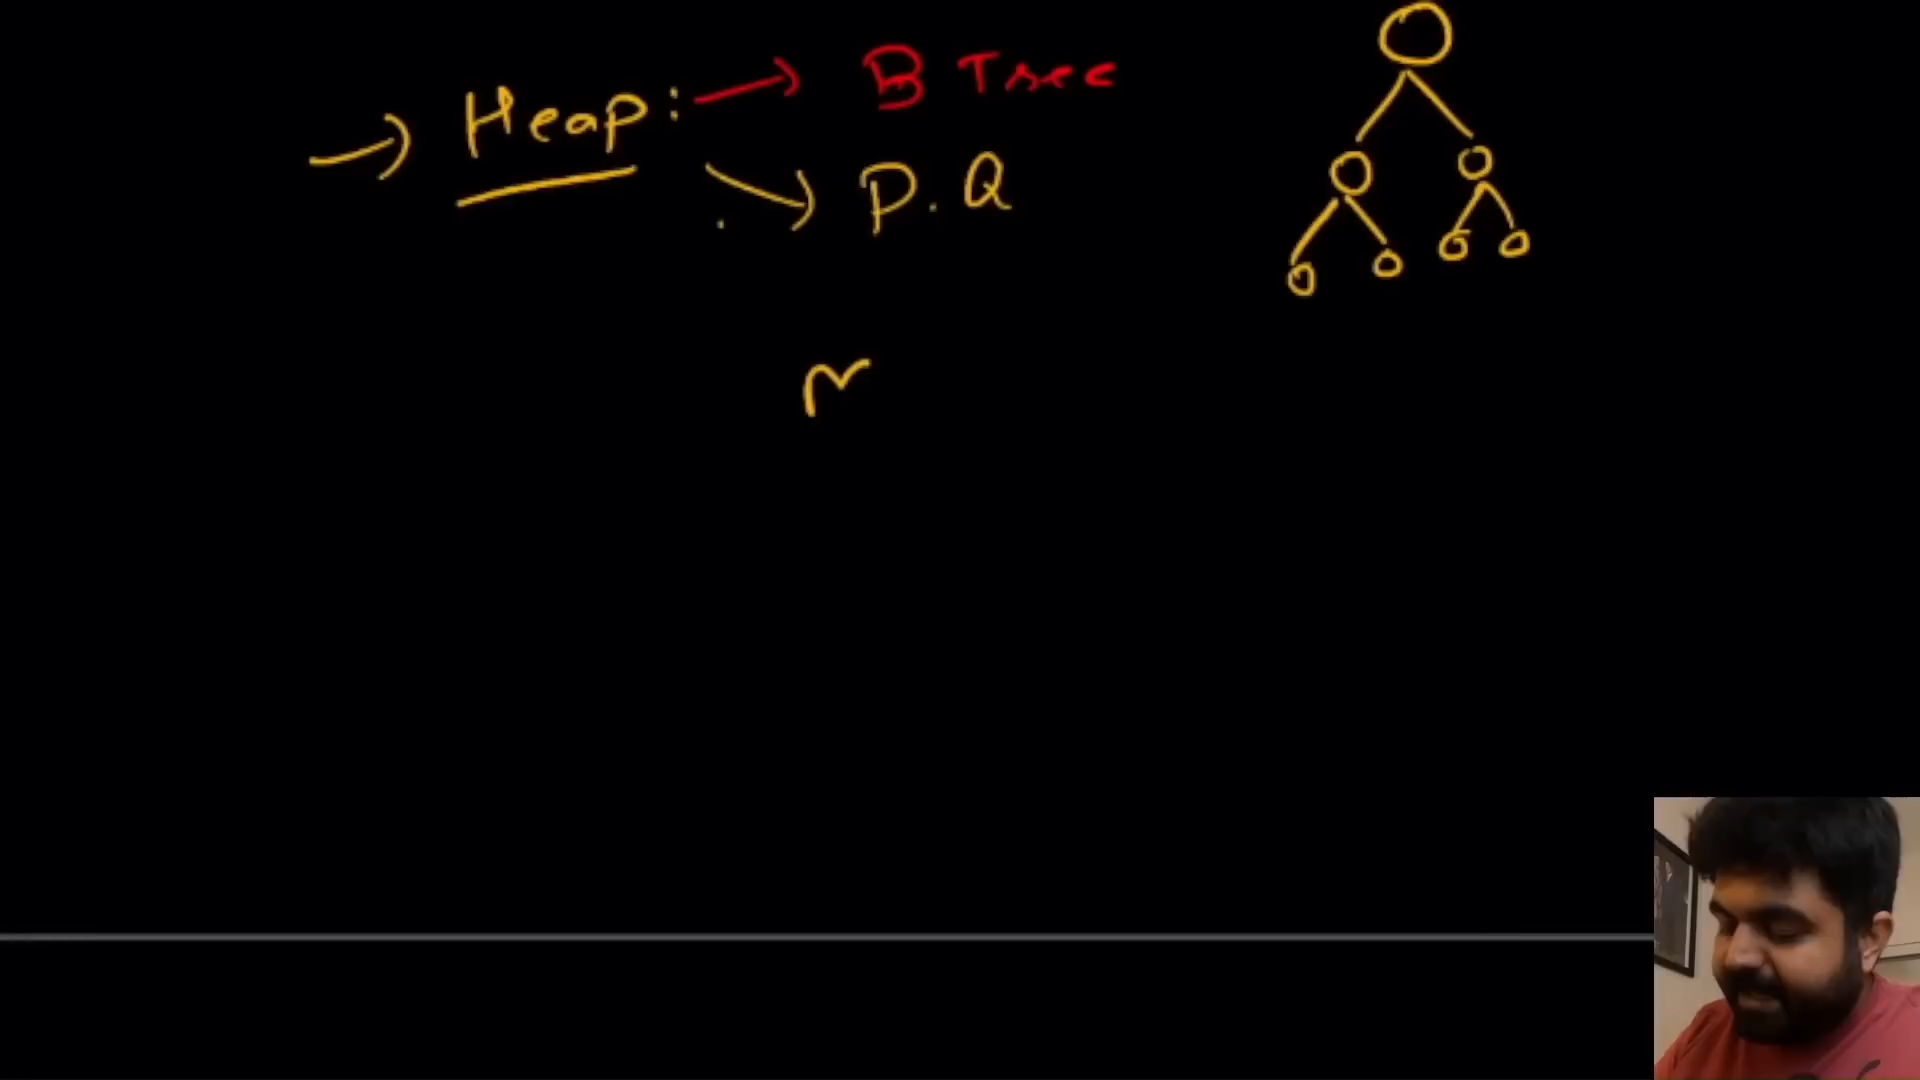 → Heap : → B Tree
→ P.Q